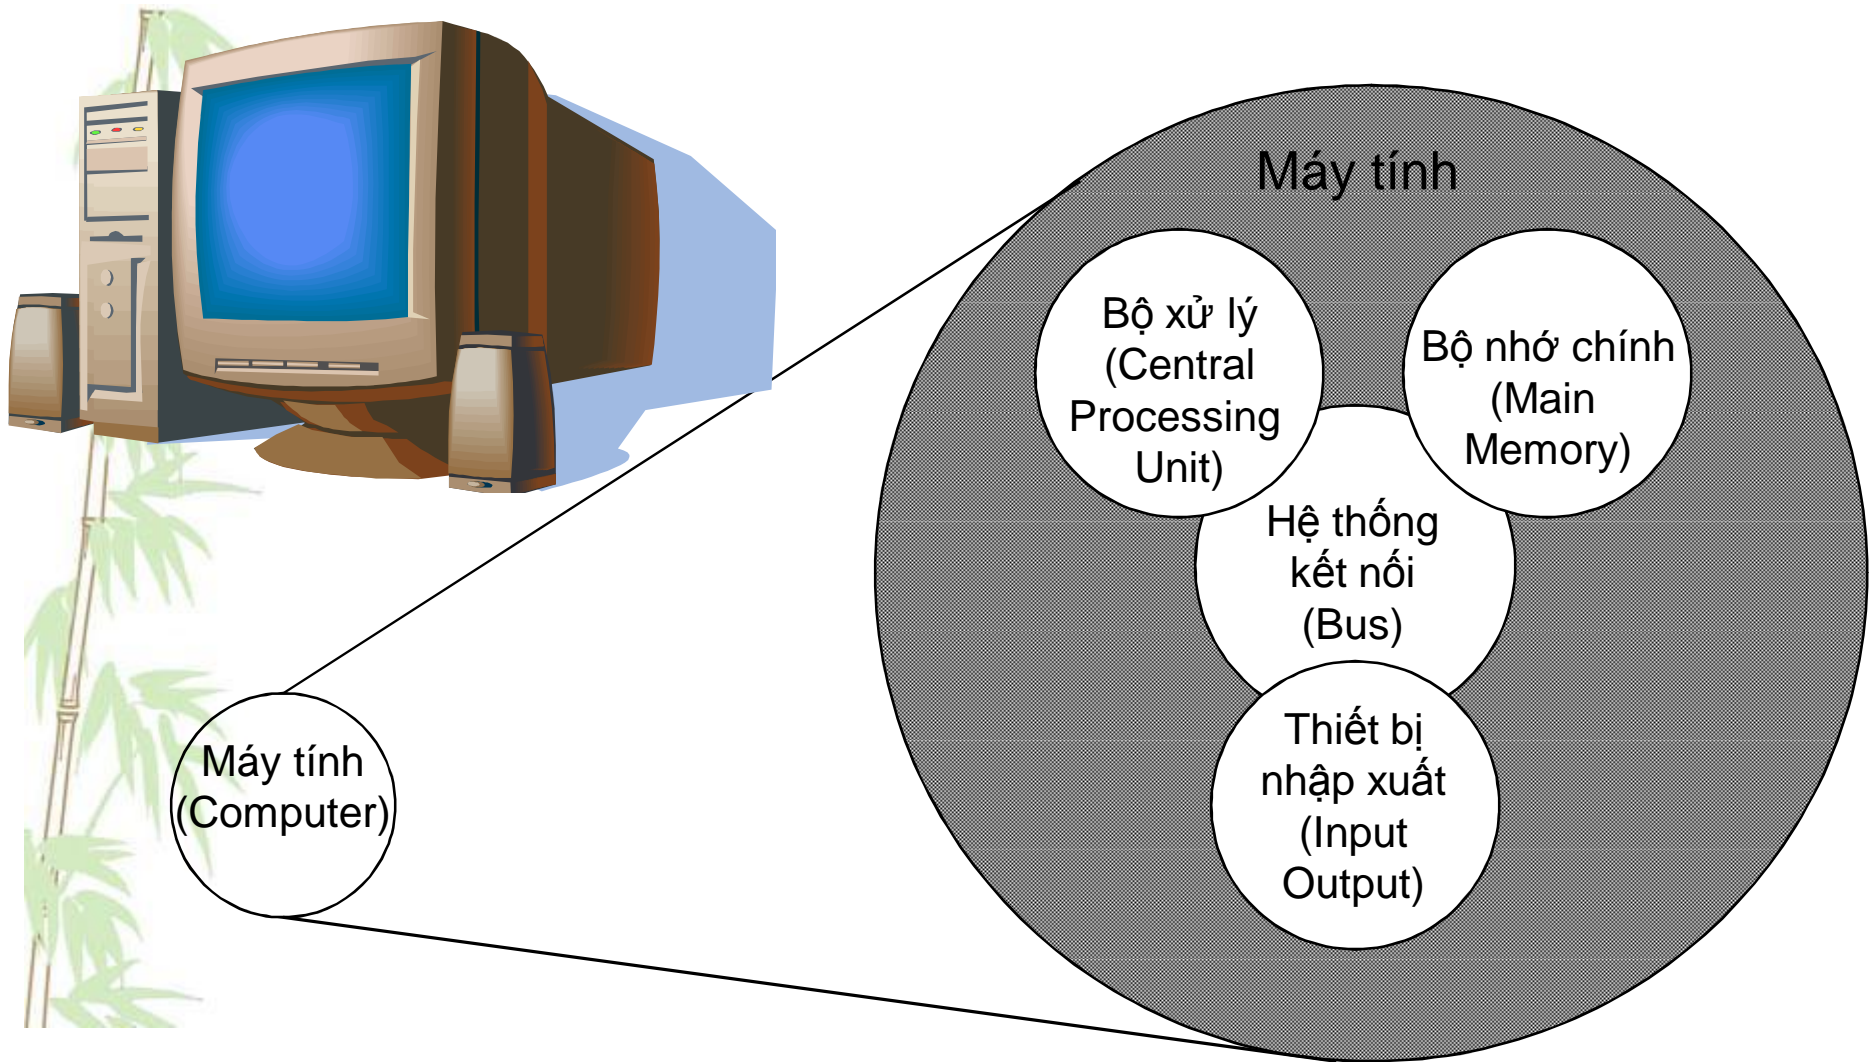 Máy tính
Bộ xử lý
(Central
Processing
Unit)
Bộ nhớ chính
(Main
Memory)
Hệ thống
kết nối
(Bus)
Thiết bị
nhập xuất
(Input
Output)
Máy tính
(Computer)